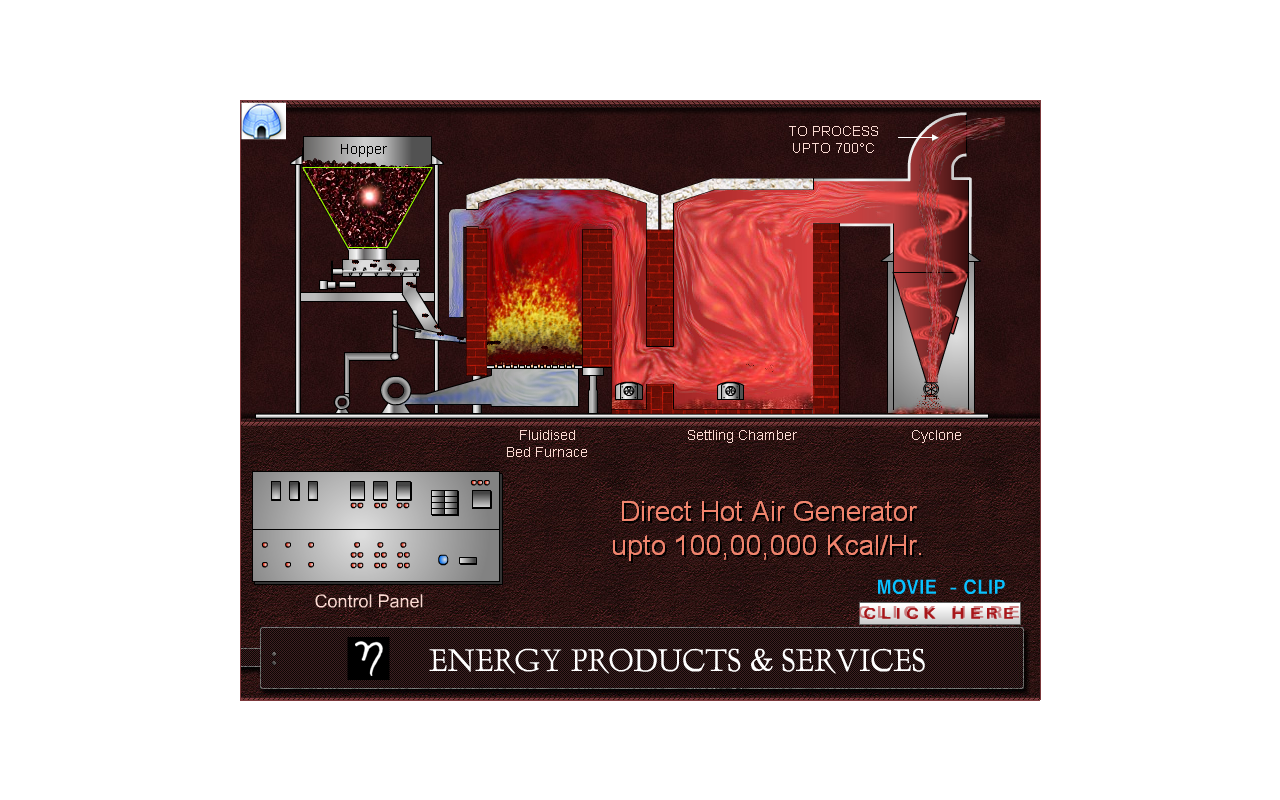 Hopper
TO PROCESS
UPTO 700°C
Fluidised
Bed Furnace
Settling Chamber
Cyclone
Direct Hot Air Generator
upto 100,00,000 Kcal/Hr.
Control Panel
MOVIE - CLIP
CLICK HERE
η ENERGY PRODUCTS & SERVICES